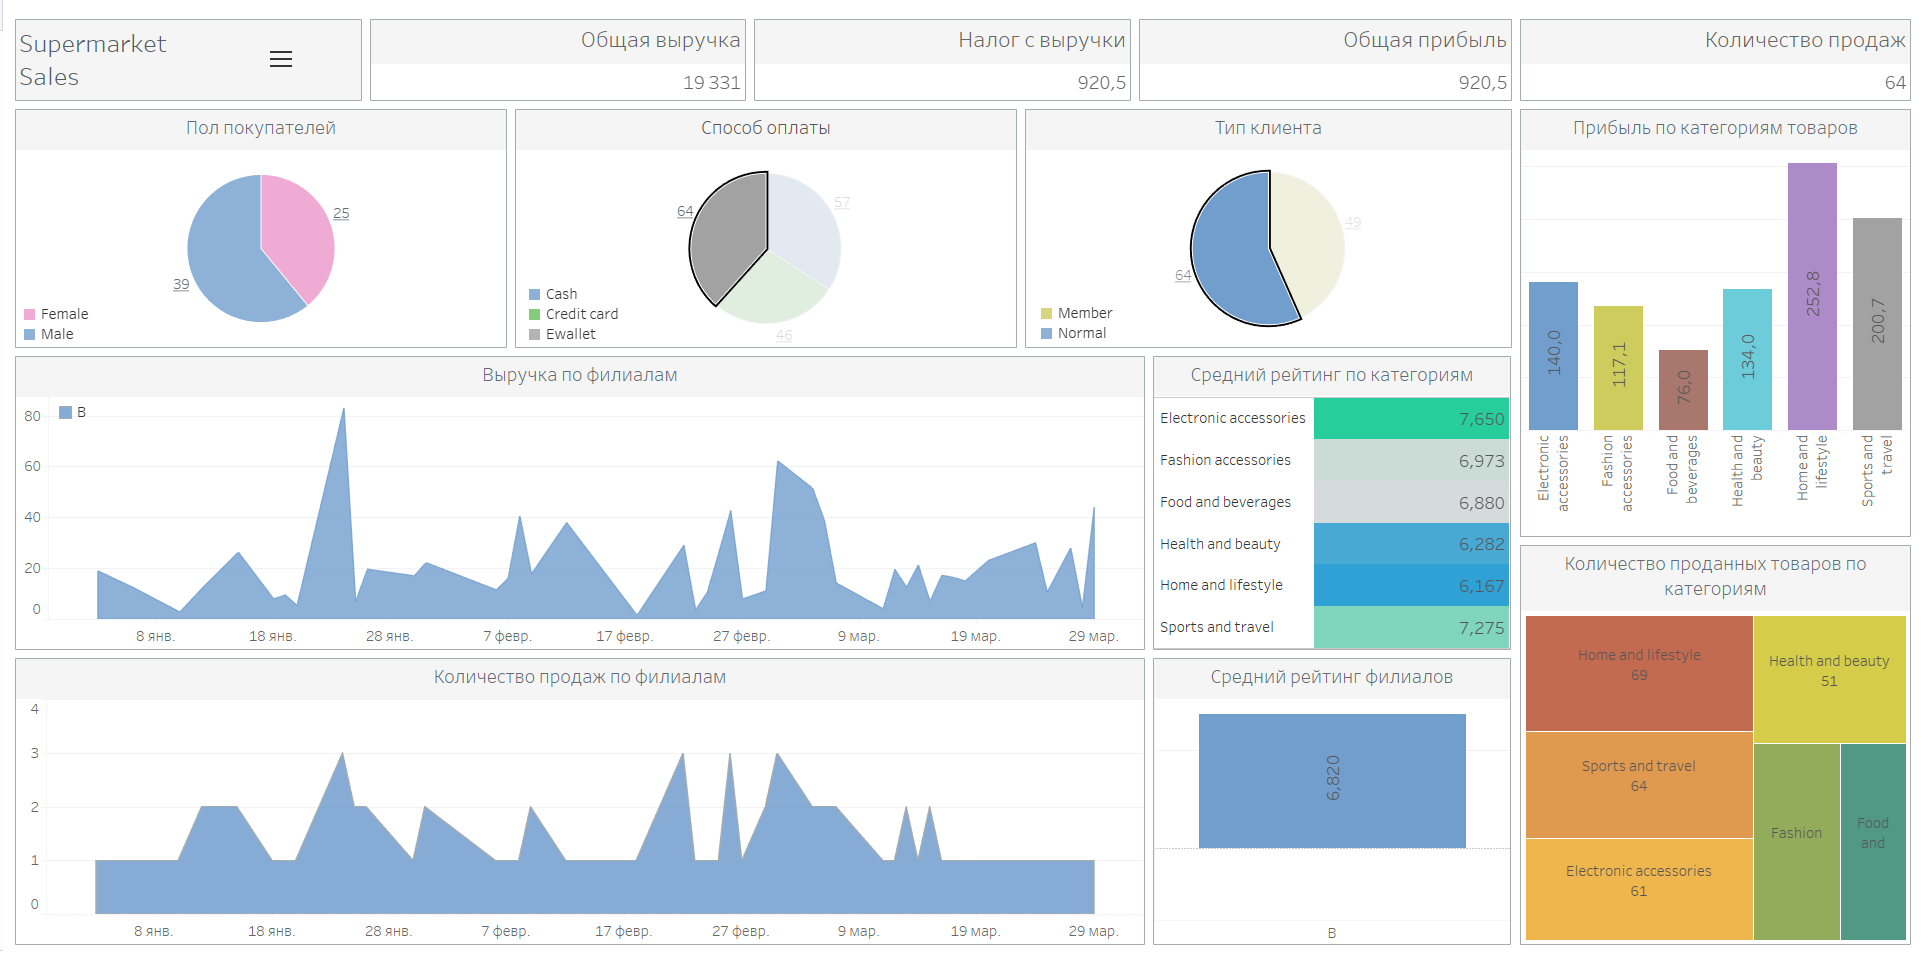 Supermarket
Sales
Общая выручка
19 331
Налог с выручки
920,5
Общая прибыль
920,5
Количество продаж
64
Пол покупателей
25
39
Female
Male
Способ оплаты
57
64
46
Cash
Credit card
Ewallet
Тип клиента
49
64
Member
Normal
Прибыль по категориям товаров
140,0
117,1
76,0
134,0
252,8
200,7
Electronic
accessories
Fashion
accessories
Food and
beverages
Health and
beauty
Home and
lifestyle
Sports and
travel
Выручка по филиалам
B
80
60
40
20
0
8 янв.
18 янв.
28 янв.
7 февр.
17 февр.
27 февр.
9 мар.
19 мар.
29 мар.
Средний рейтинг по категориям
Electronic accessories 7,650
Fashion accessories 6,973
Food and beverages 6,880
Health and beauty 6,282
Home and lifestyle 6,167
Sports and travel 7,275
Количество проданных товаров по
категориям
Home and lifestyle
69
Health and beauty
51
Sports and travel
64
Electronic accessories
61
Fashion
Food
and
Количество продаж по филиалам
4
3
2
1
0
8 янв.
18 янв.
28 янв.
7 февр.
17 февр.
27 февр.
9 мар.
19 мар.
29 мар.
Средний рейтинг филиалов
6,820
B